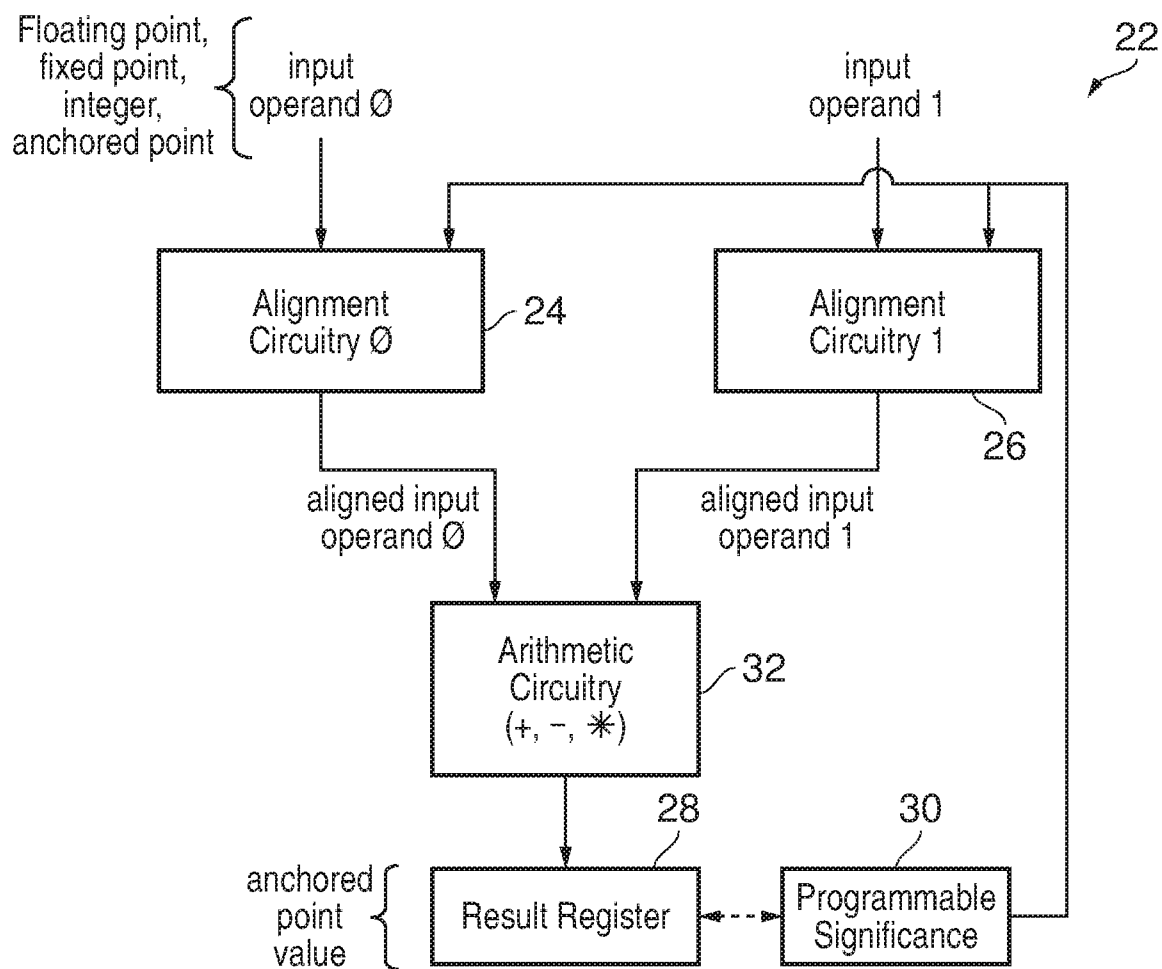 Floating point,
fixed point,
integer,
anchored point
input
operand Ø
input
operand 1
22
Alignment
Circuitry Ø
24
Alignment
Circuitry 1
26
aligned input
operand Ø
aligned input
operand 1
Arithmetic
Circuitry
(+, −, ✳)
32
28
30
anchored
point
value
Result Register
Programmable
Significance